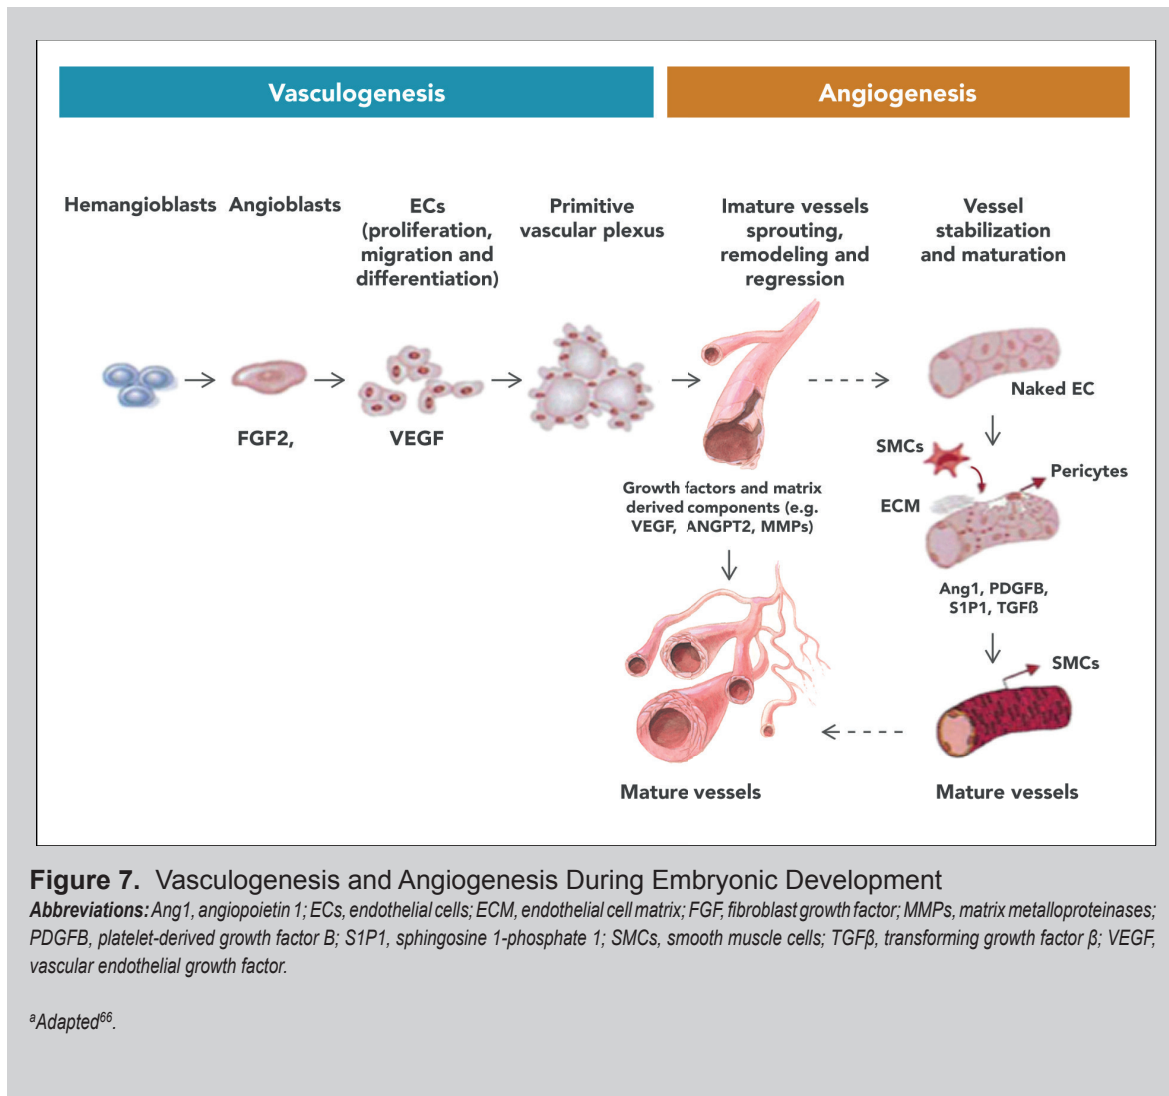 Vasculogenesis
Angiogenesis
Hemangioblasts
Angioblasts
ECs
(proliferation,
migration and
differentiation)
Primitive
vascular plexus
Imature vessels
sprouting,
remodeling and
regression
Vessel
stabilization
and maturation
FGF2,
VEGF
Naked EC
SMCs
Pericytes
ECM
Growth factors and matrix
derived components (e.g.
VEGF, ANGPT2, MMPs)
Ang1, PDGFB,
S1P1, TGFß
SMCs
Mature vessels
Mature vessels
Figure 7. Vasculogenesis and Angiogenesis During Embryonic Development
Abbreviations: Ang1, angiopoietin 1; ECs, endothelial cells; ECM, endothelial cell matrix; FGF, fibroblast growth factor; MMPs, matrix metalloproteinases;
PDGFB, platelet-derived growth factor B; S1P1, sphingosine 1-phosphate 1; SMCs, smooth muscle cells; TGFβ, transforming growth factor β; VEGF,
vascular endothelial growth factor.
ᵃAdapted⁶⁶.